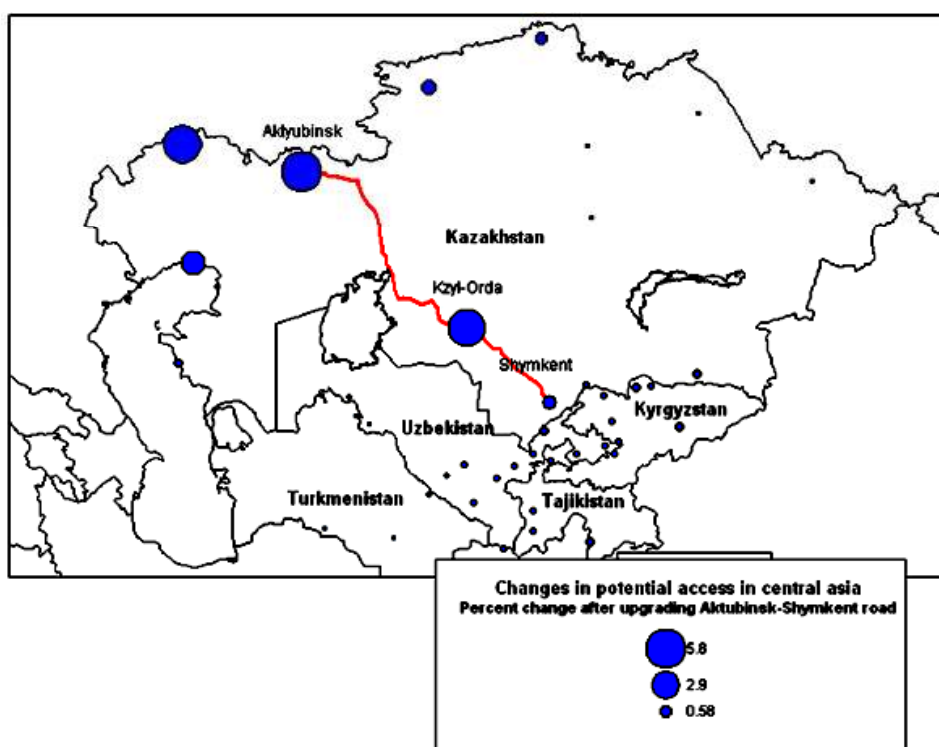 Aklyubinsk
Kazakhstan
Kzyl-Orda
Shymkent
Kyrgyzstan
Uzbekistan
Turkmenistan
Tajikistan
Changes in potential access in central asia
Percent change after upgrading Aktubinsk-Shymkent road
5.8
2.9
0.58